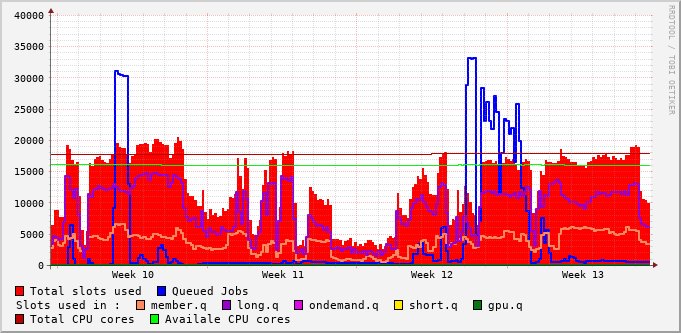 40000
35000
30000
25000
20000
15000
10000
5000
0
Week 10 Week 11 Week 12 Week 13
RRDTOOL / TOBI OETIKER
Total slots used Queued Jobs
Slots used in : member.q long.q ondemand.q short.q gpu.q
Total CPU cores Availale CPU cores